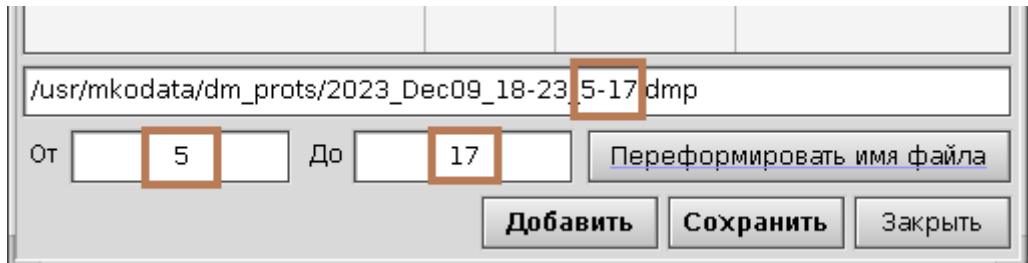 /usr/mkodata/dm_prots/2023_Dec09_18-23_5-17.dmp
От 5 До 17 Переформировать имя файла
Добавить Сохранить Закрыть